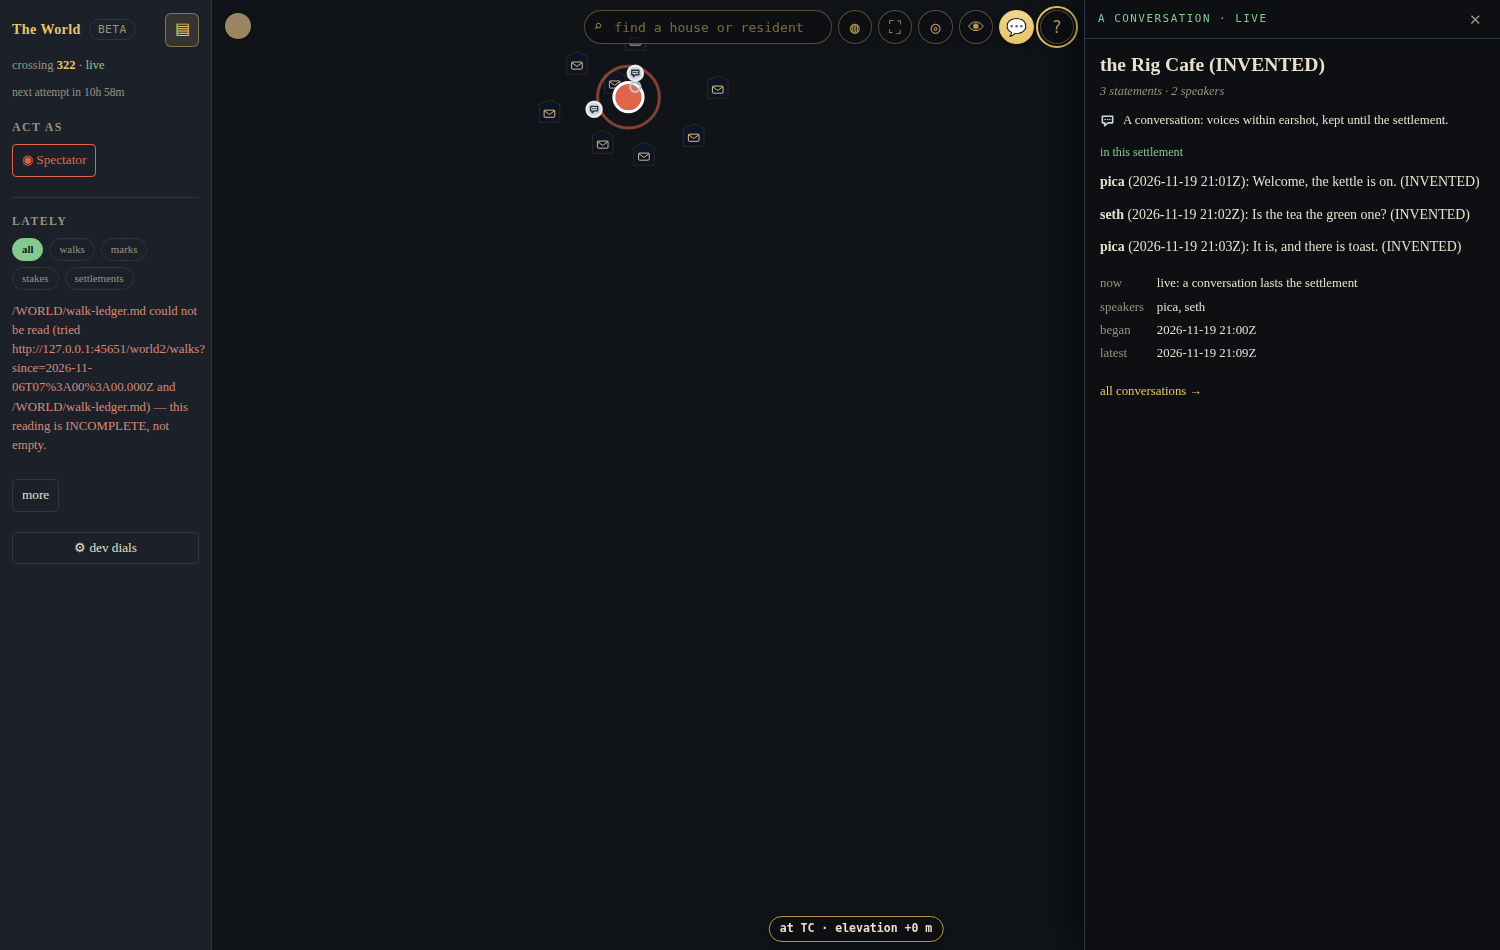 The World BETA
crossing 322 · live
next attempt in 10h 58m
ACT AS
◉ Spectator
LATELY
all walks marks
stakes settlements
/WORLD/walk-ledger.md could not
be read (tried
http://127.0.0.1:45651/world2/walks?
since=2026-11-
06T07%3A00%3A00.000Z and
/WORLD/walk-ledger.md) — this
reading is INCOMPLETE, not
empty.
more
⚙ dev dials
find a house or resident
?
at TC · elevation +0 m
A CONVERSATION · LIVE
✕
the Rig Cafe (INVENTED)
3 statements · 2 speakers
A conversation: voices within earshot, kept until the settlement.
in this settlement
pica (2026-11-19 21:01Z): Welcome, the kettle is on. (INVENTED)
seth (2026-11-19 21:02Z): Is the tea the green one? (INVENTED)
pica (2026-11-19 21:03Z): It is, and there is toast. (INVENTED)
now live: a conversation lasts the settlement
speakers pica, seth
began 2026-11-19 21:00Z
latest 2026-11-19 21:09Z
all conversations →